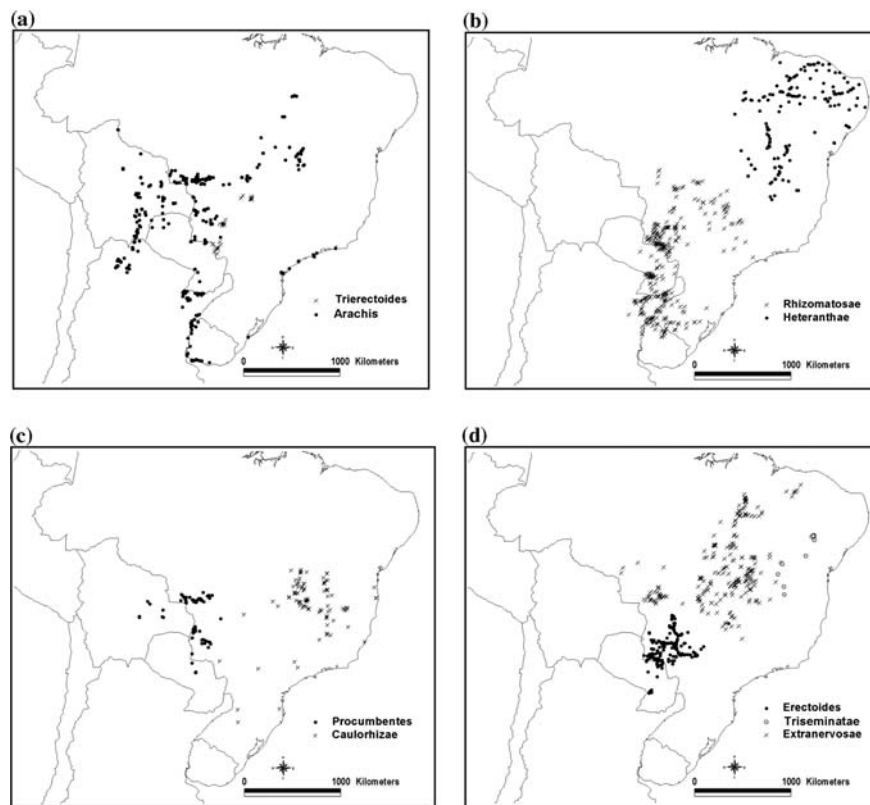 (a)
Trierectoides
Arachis
0 1000 Kilometers
(b)
Rhizomatosae
Heteranthae
0 1000 Kilometers
(c)
Procumbentes
Caulorhizae
0 1000 Kilometers
(d)
Erectoides
Triseminatae
Extranervosae
0 1000 Kilometers